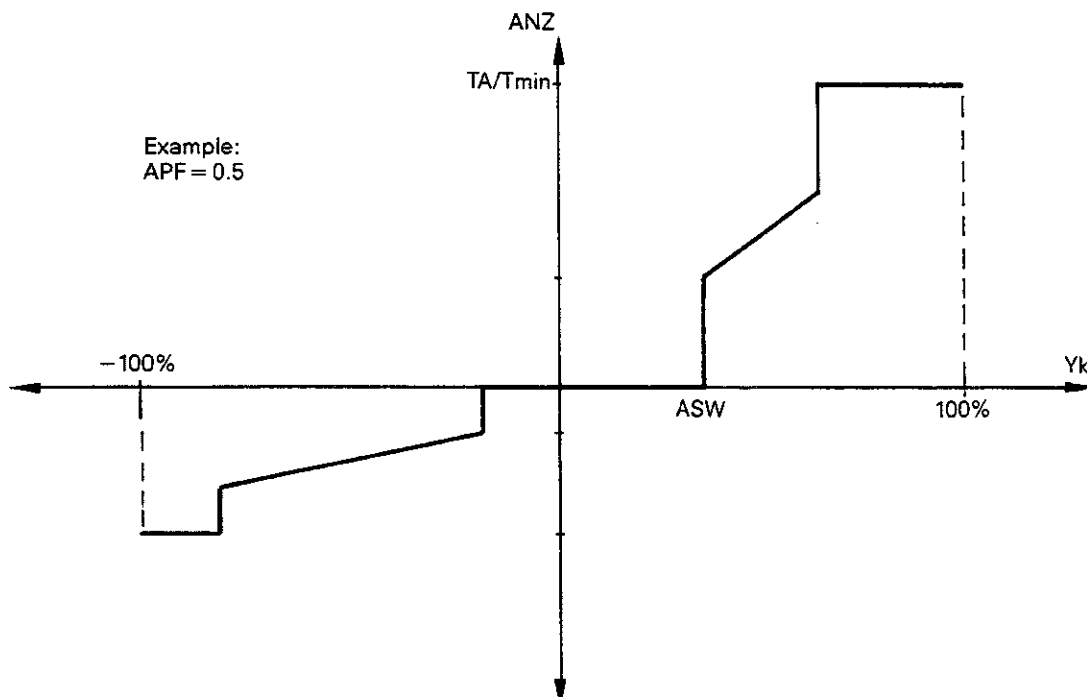 ANZ
TA/Tmin
Example:
APF = 0.5
−100%
Yk
ASW
100%